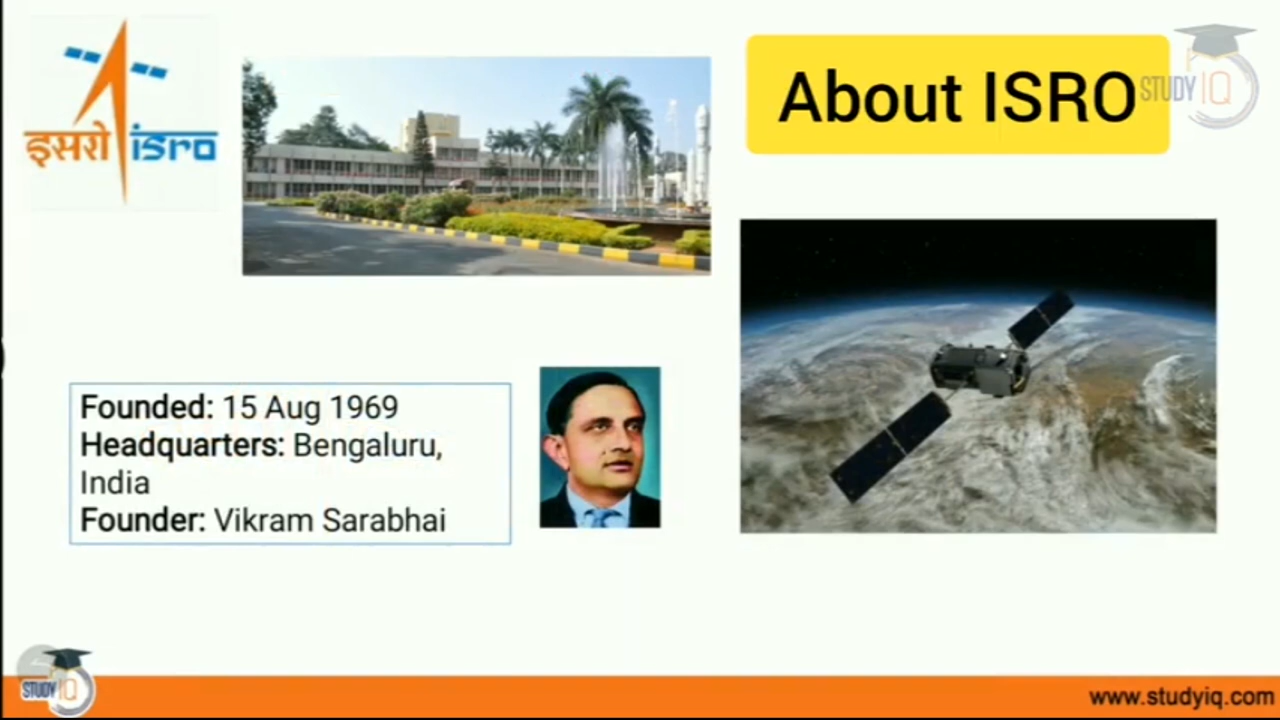 इसरो isro
About ISRO
STUDY IQ
Founded: 15 Aug 1969
Headquarters: Bengaluru,
India
Founder: Vikram Sarabhai
STUDY IQ
www.studyiq.com